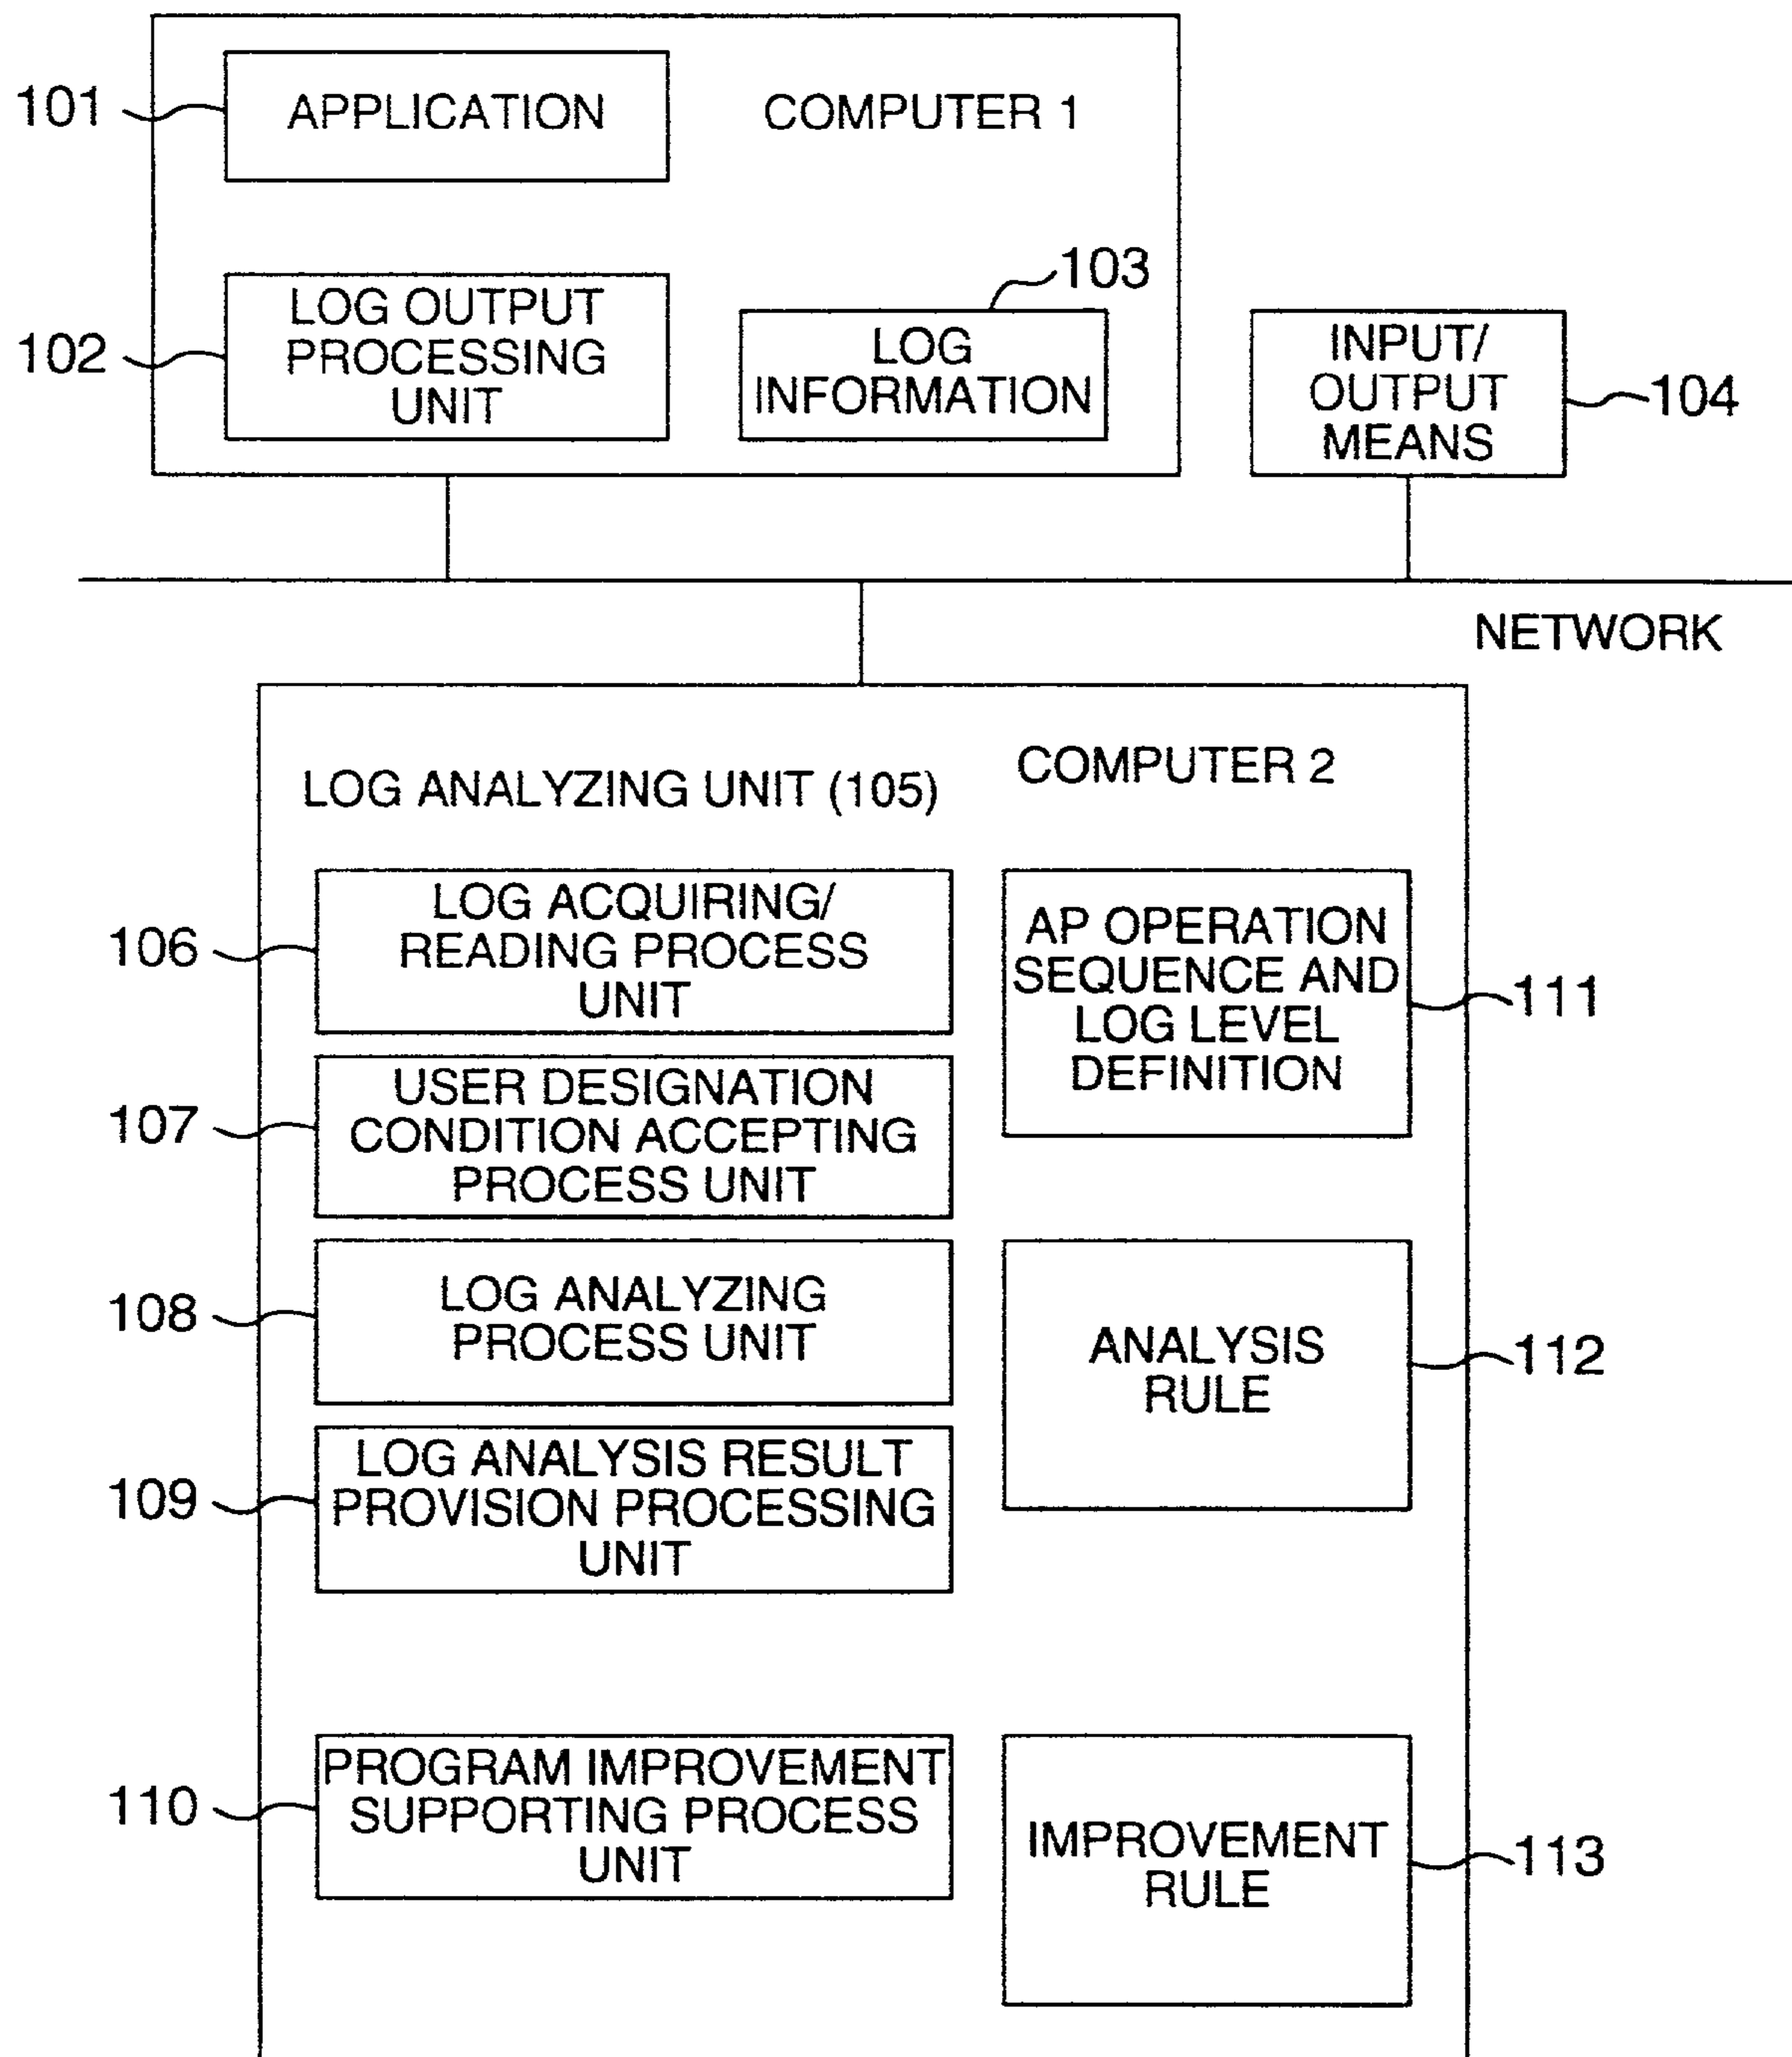 101
APPLICATION
COMPUTER 1
103
102
LOG OUTPUT
PROCESSING
UNIT
LOG
INFORMATION
INPUT/
OUTPUT
MEANS
104
NETWORK
LOG ANALYZING UNIT (105)
COMPUTER 2
106
LOG ACQUIRING/
READING PROCESS
UNIT
AP OPERATION
SEQUENCE AND
LOG LEVEL
DEFINITION
111
107
USER DESIGNATION
CONDITION ACCEPTING
PROCESS UNIT
108
LOG ANALYZING
PROCESS UNIT
ANALYSIS
RULE
112
109
LOG ANALYSIS RESULT
PROVISION PROCESSING
UNIT
110
PROGRAM IMPROVEMENT
SUPPORTING PROCESS
UNIT
IMPROVEMENT
RULE
113